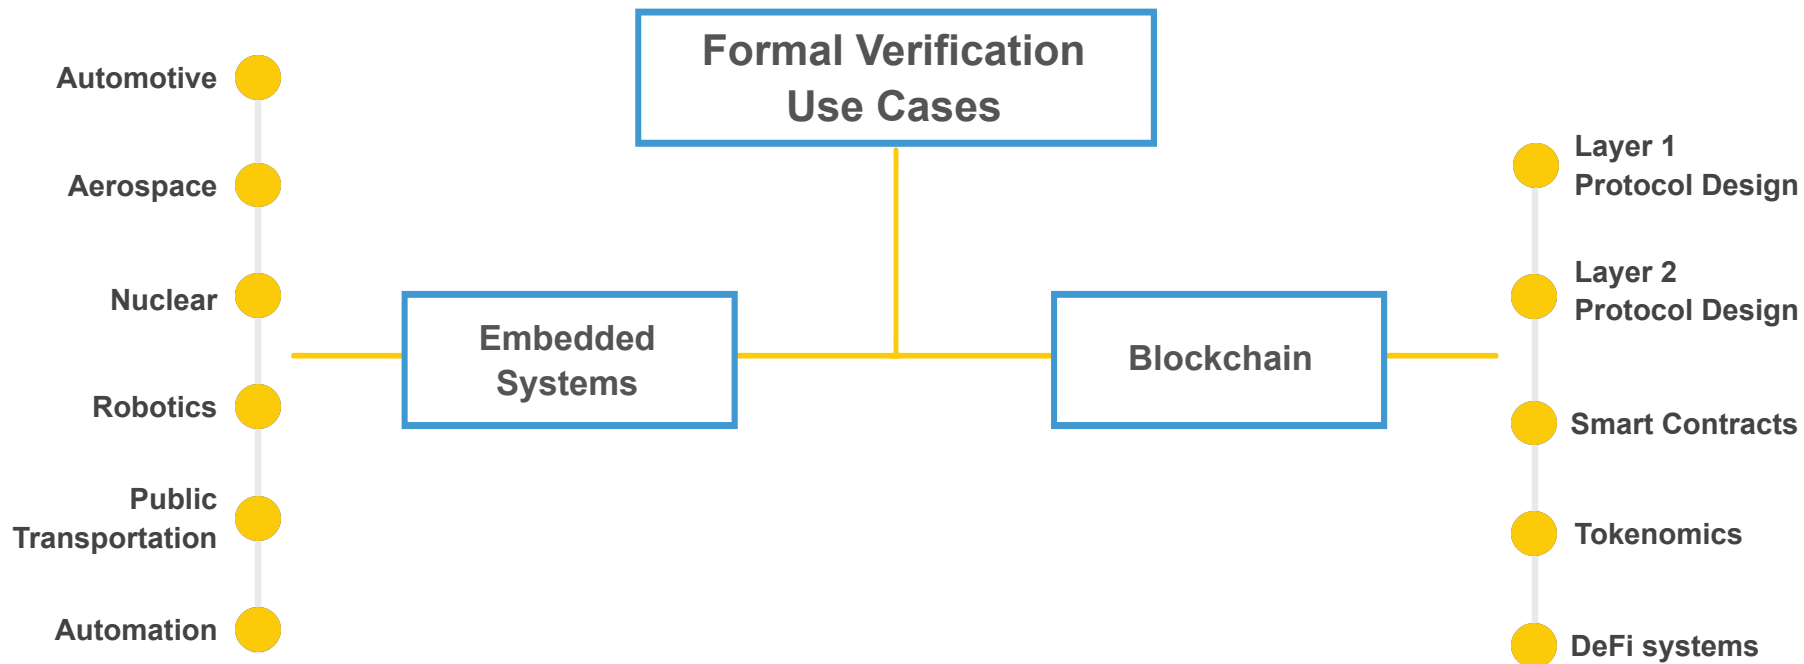 Formal Verification
Use Cases
Automotive
Aerospace
Nuclear
Robotics
Public
Transportation
Automation
Embedded
Systems
Blockchain
Layer 1
Protocol Design
Layer 2
Protocol Design
Smart Contracts
Tokenomics
DeFi systems